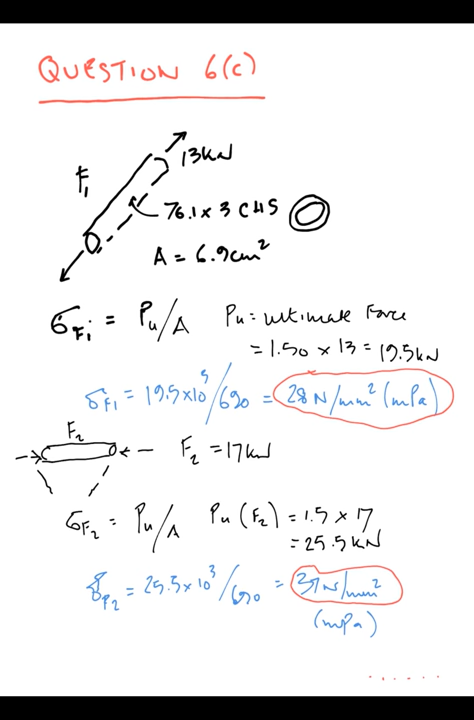 QUESTION 6(c)
F₁
13kN
76.1 x 3 CHS
A = 6.9cm²
σF₁ = Pu/A
Pu = ultimate Force
= 1.50 x 13 = 19.5kN
σF₁ = 19.5x10³/690 = 28N/mm² (mPa)
F₂
F₂ = 17kN
σF₂ = Pu/A
Pu (F₂) = 1.5 x 17
= 25.5kN
σF₂ = 25.5x10³/690 = 37N/mm²
(mPa)